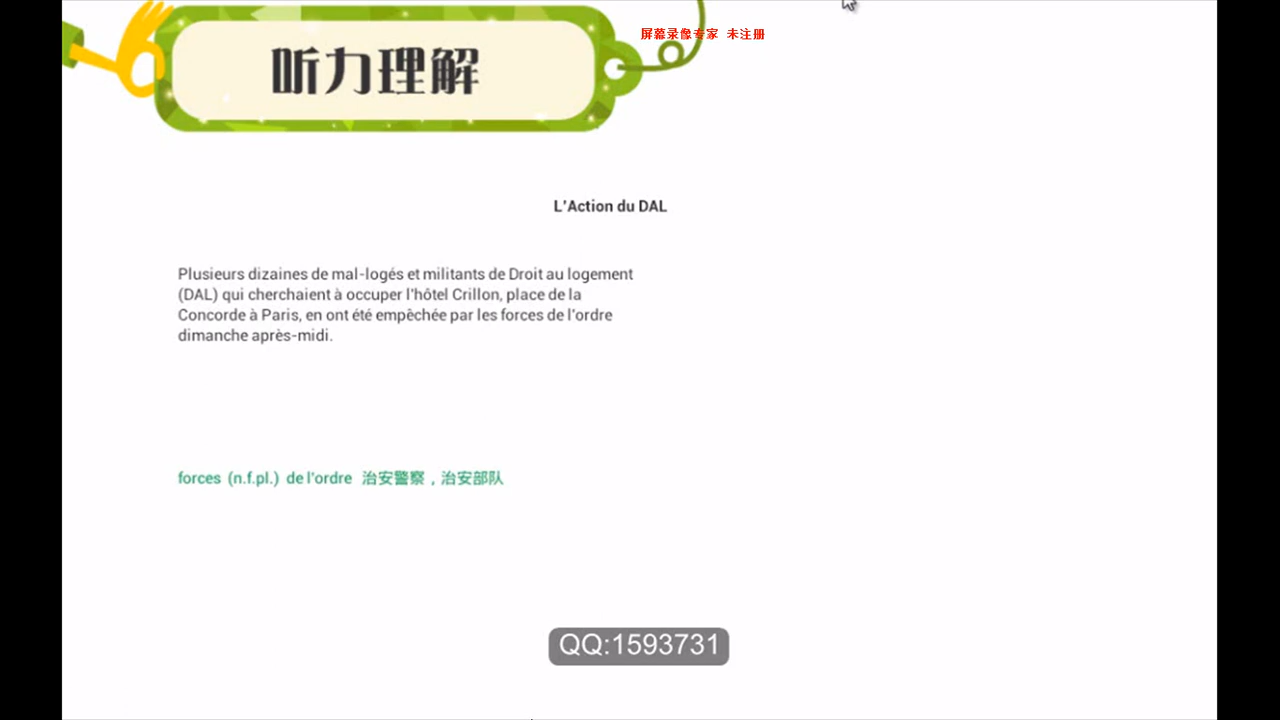 屏幕录像专家 未注册
听力理解
L'Action du DAL
Plusieurs dizaines de mal-logés et militants de Droit au logement
(DAL) qui cherchaient à occuper l'hôtel Crillon, place de la
Concorde à Paris, en ont été empêchée par les forces de l'ordre
dimanche après-midi.
forces (n.f.pl.) de l'ordre 治安警察，治安部队
QQ:1593731